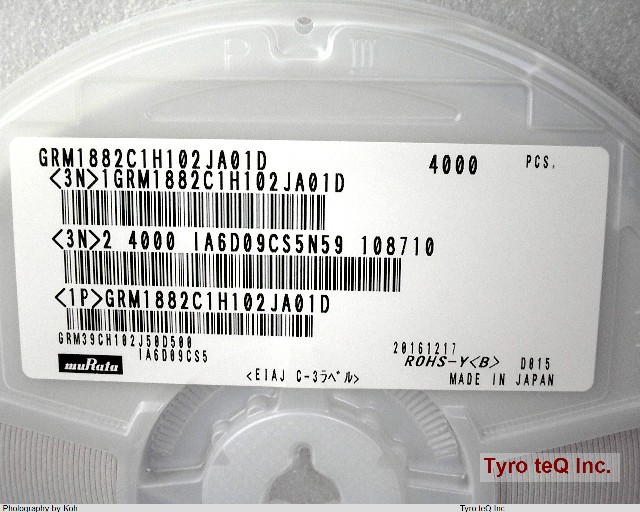 P
GRM1882C1H102JA01D 4000 PCS.
<3N>1GRM1882C1H102JA01D
<3N>2 4000 IA6D09CS5N59 108710
<1P>GRM1882C1H102JA01D
GRM39CH102J50D500 20161217
IA6D09CS5 ROHS-Y<B> D015
muRata <EIAJ C-3ラベル> MADE IN JAPAN
Tyro teQ Inc.
Photography by Koh Tyro teQ Inc